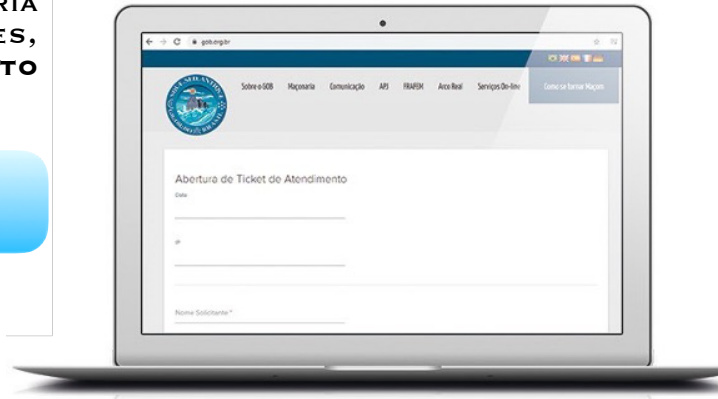 RIA
ES,
TO
gob.org.br
Sobre o GOB Maçonaria Comunicação APJ FRAFEM Arco Real Serviços On-line Como se tornar Maçom
Abertura de Ticket de Atendimento
Data
IP
Nome Solicitante *